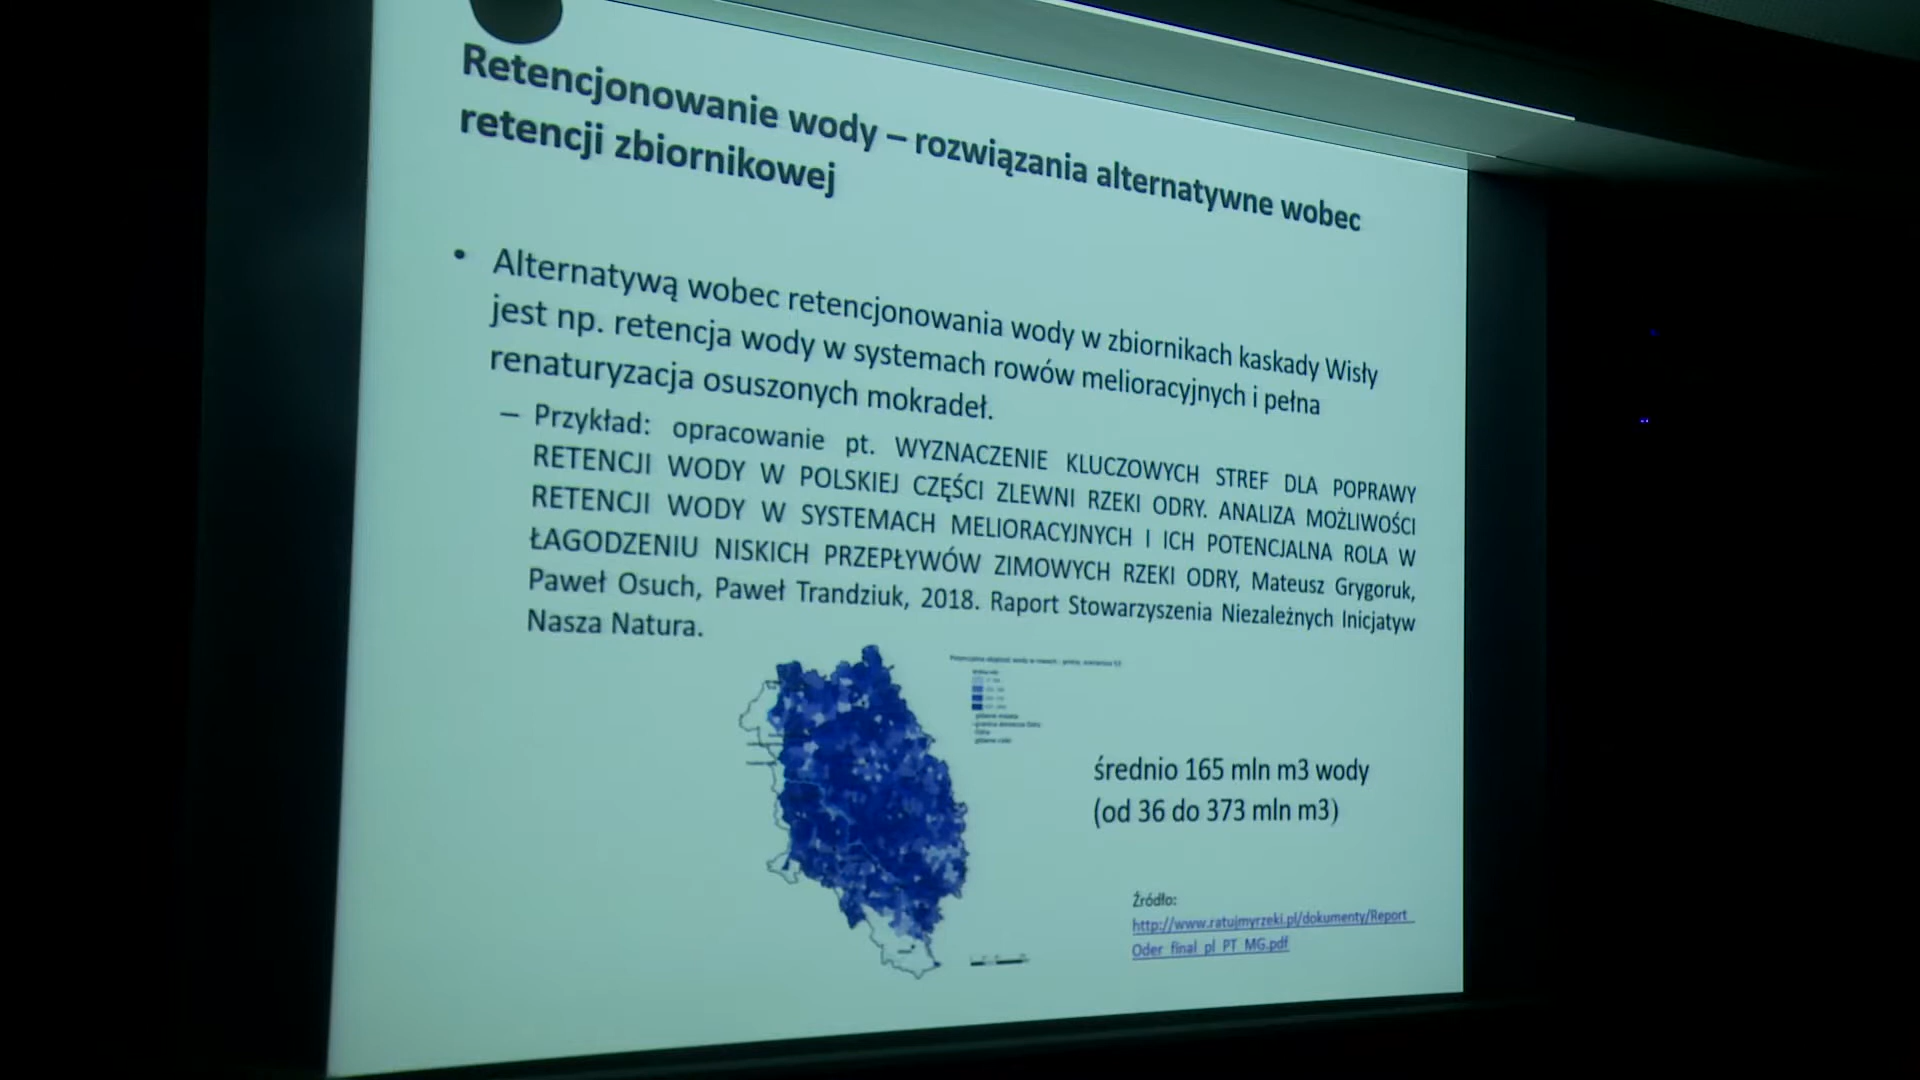 Retencjonowanie wody – rozwiązania alternatywne wobec
retencji zbiornikowej
• Alternatywą wobec retencjonowania wody w zbiornikach kaskady Wisły
jest np. retencja wody w systemach rowów melioracyjnych i pełna
renaturyzacja osuszonych mokradeł.
– Przykład: opracowanie pt. WYZNACZENIE KLUCZOWYCH STREF DLA POPRAWY
RETENCJI WODY W POLSKIEJ CZĘŚCI ZLEWNI RZEKI ODRY. ANALIZA MOŻLIWOŚCI
RETENCJI WODY W SYSTEMACH MELIORACYJNYCH I ICH POTENCJALNA ROLA W
ŁAGODZENIU NISKICH PRZEPŁYWÓW ZIMOWYCH RZEKI ODRY, Mateusz Grygoruk,
Paweł Osuch, Paweł Trandziuk, 2018. Raport Stowarzyszenia Niezależnych Inicjatyw
Nasza Natura.
średnio 165 mln m3 wody
(od 36 do 373 mln m3)
Źródło:
http://www.ratujmyrzeki.pl/dokumenty/Report_
Oder_final_pl_PT_MG.pdf